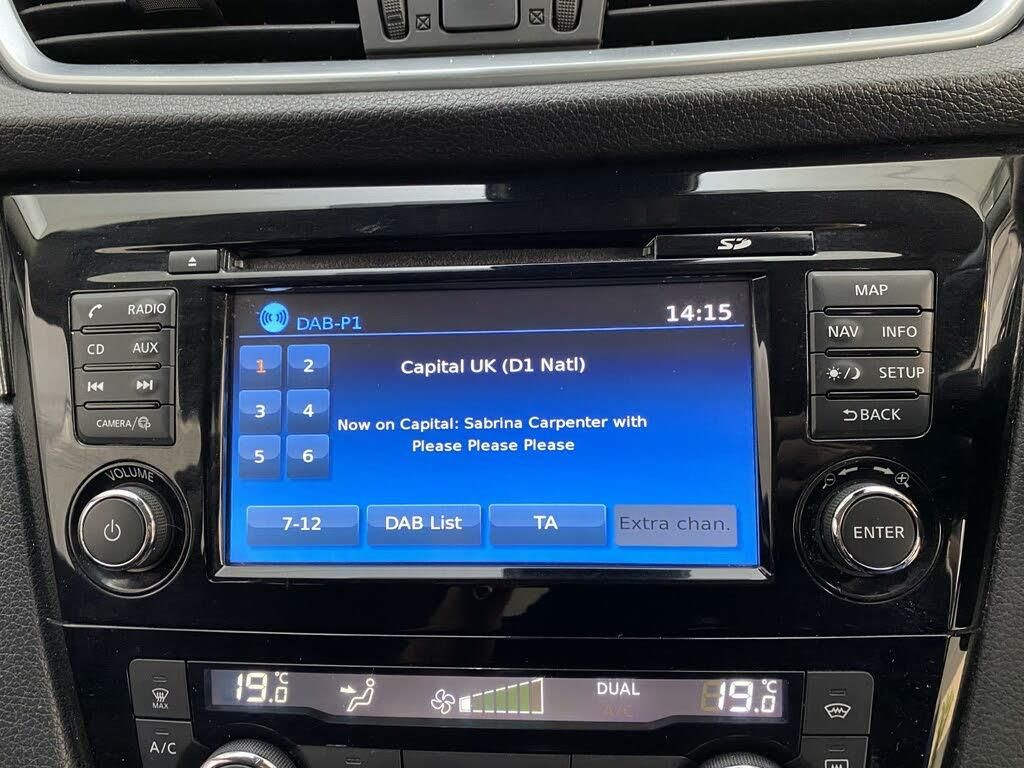 SD
RADIO
CD AUX
CAMERA/
VOLUME
DAB-P1
14:15
1 2
3 4
5 6
Capital UK (D1 Natl)
Now on Capital: Sabrina Carpenter with
Please Please Please
7-12 DAB List TA Extra chan.
MAP
NAV INFO
SETUP
BACK
ENTER
MAX
A/C
19.0 °C
DUAL
A/C
19.0 °C